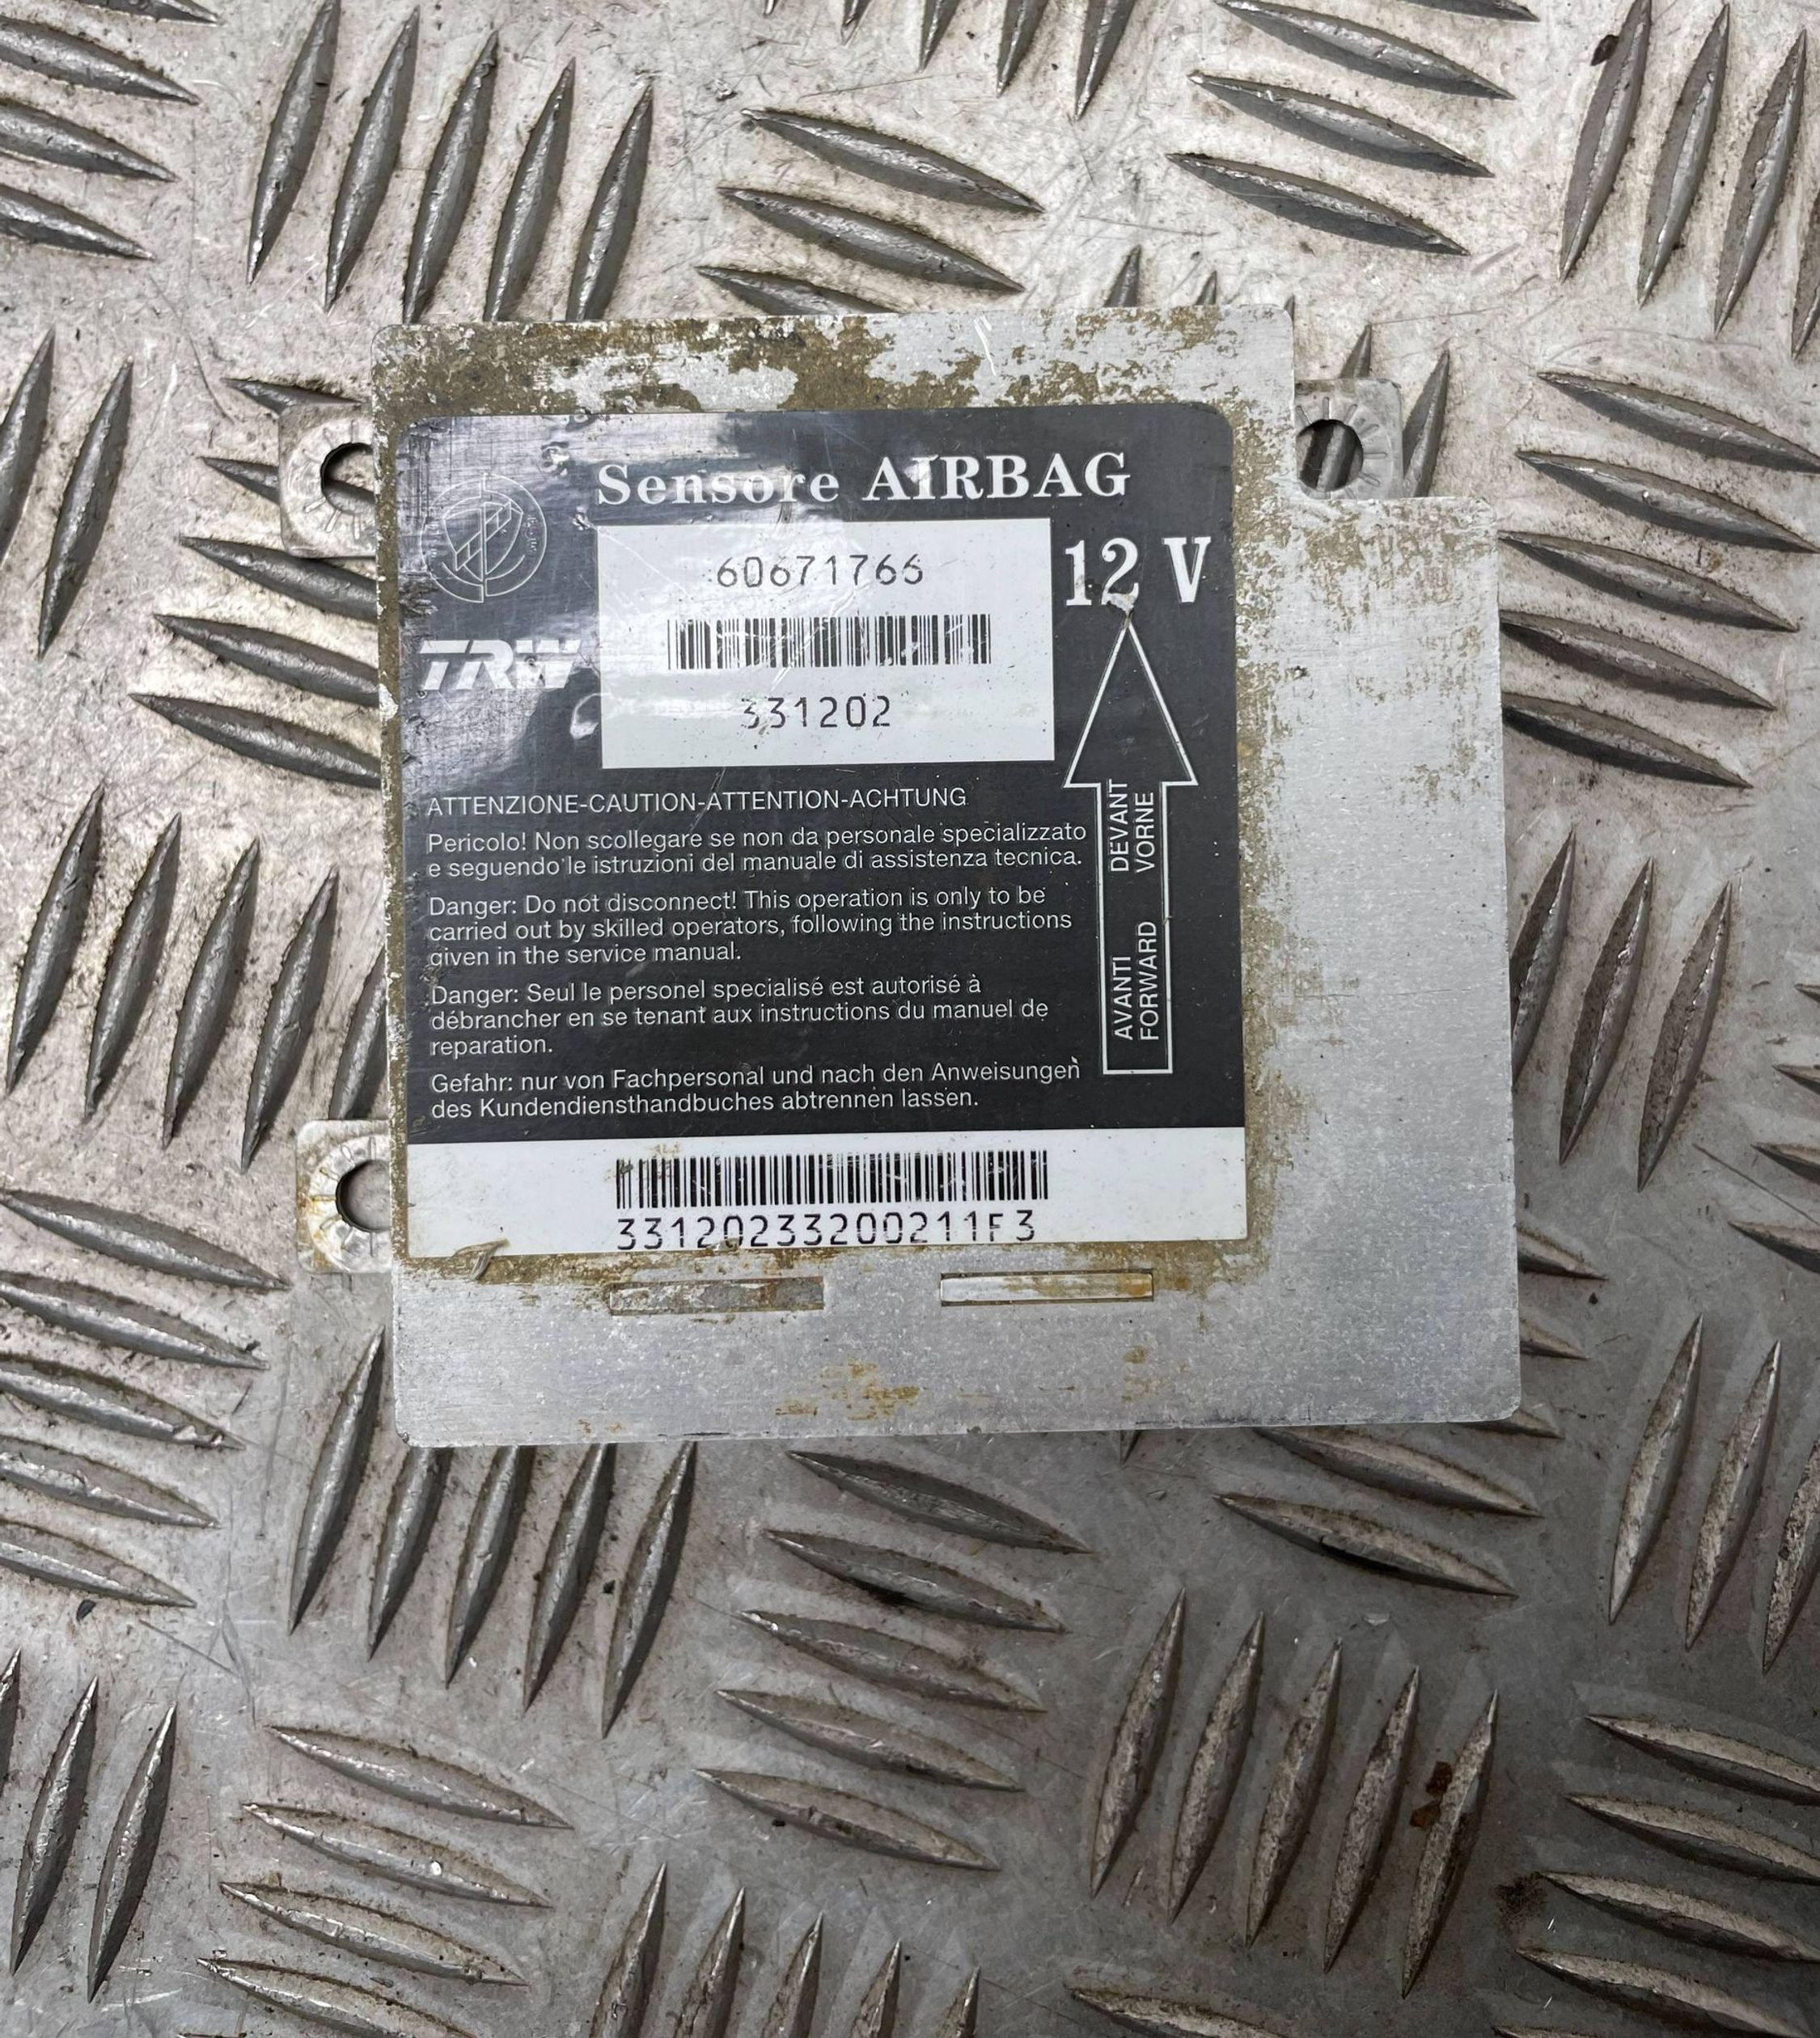 Sensore AIRBAG
60671766
12 V
TRW
331202
ATTENZIONE-CAUTION-ATTENTION-ACHTUNG
Pericolo! Non scollegare se non da personale specializzato
e seguendo le istruzioni del manuale di assistenza tecnica.
Danger: Do not disconnect! This operation is only to be
carried out by skilled operators, following the instructions
given in the service manual.
Danger: Seul le personel specialisé est autorisé à
débrancher en se tenant aux instructions du manuel de
reparation.
Gefahr: nur von Fachpersonal und nach den Anweisungen
des Kundendiensthandbuches abtrennen lassen.
AVANTI DEVANT
FORWARD VORNE
33120233200211F3